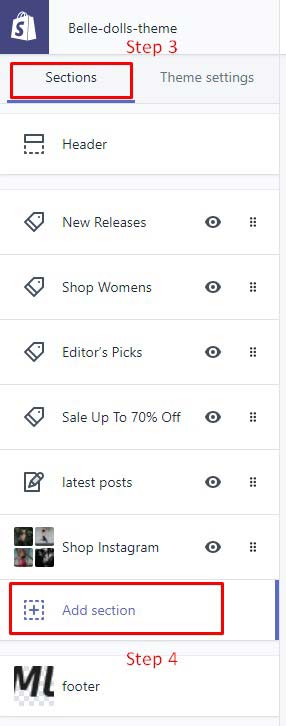 Belle-dolls-theme
Step 3
Sections
Theme settings
Header
New Releases
Shop Womens
Editor's Picks
Sale Up To 70% Off
latest posts
Shop Instagram
Add section
Step 4
footer